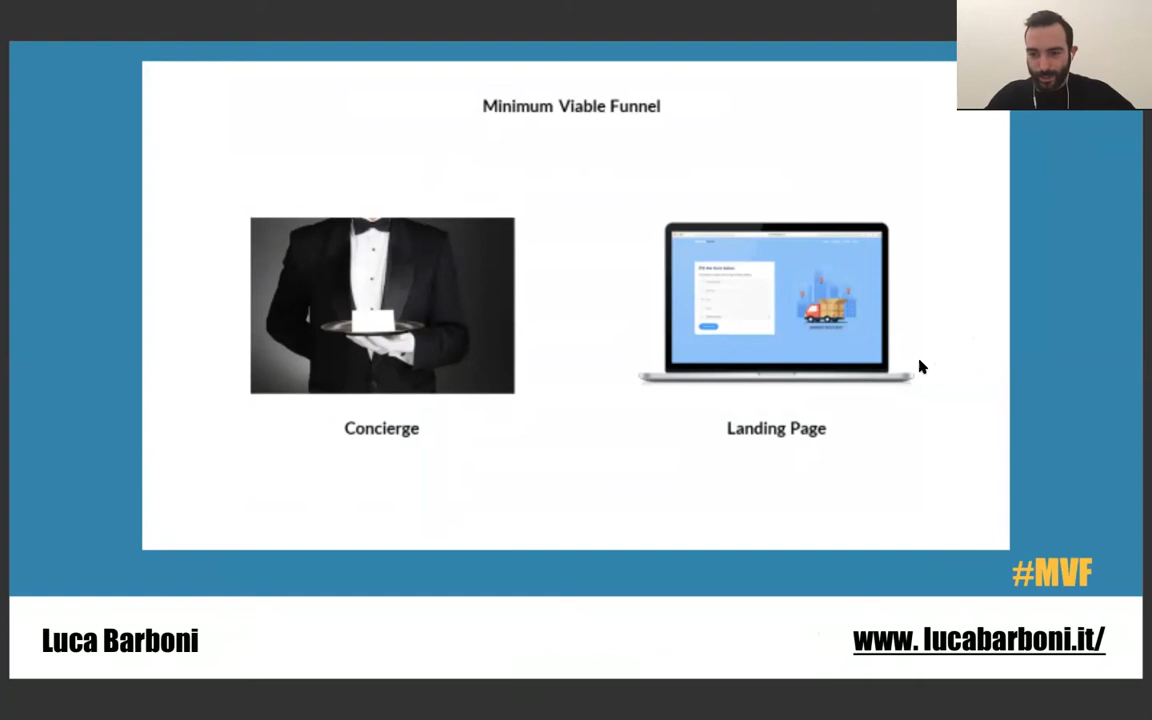 Minimum Viable Funnel
Concierge
Landing Page
#MVF
Luca Barboni
www. lucabarboni.it/